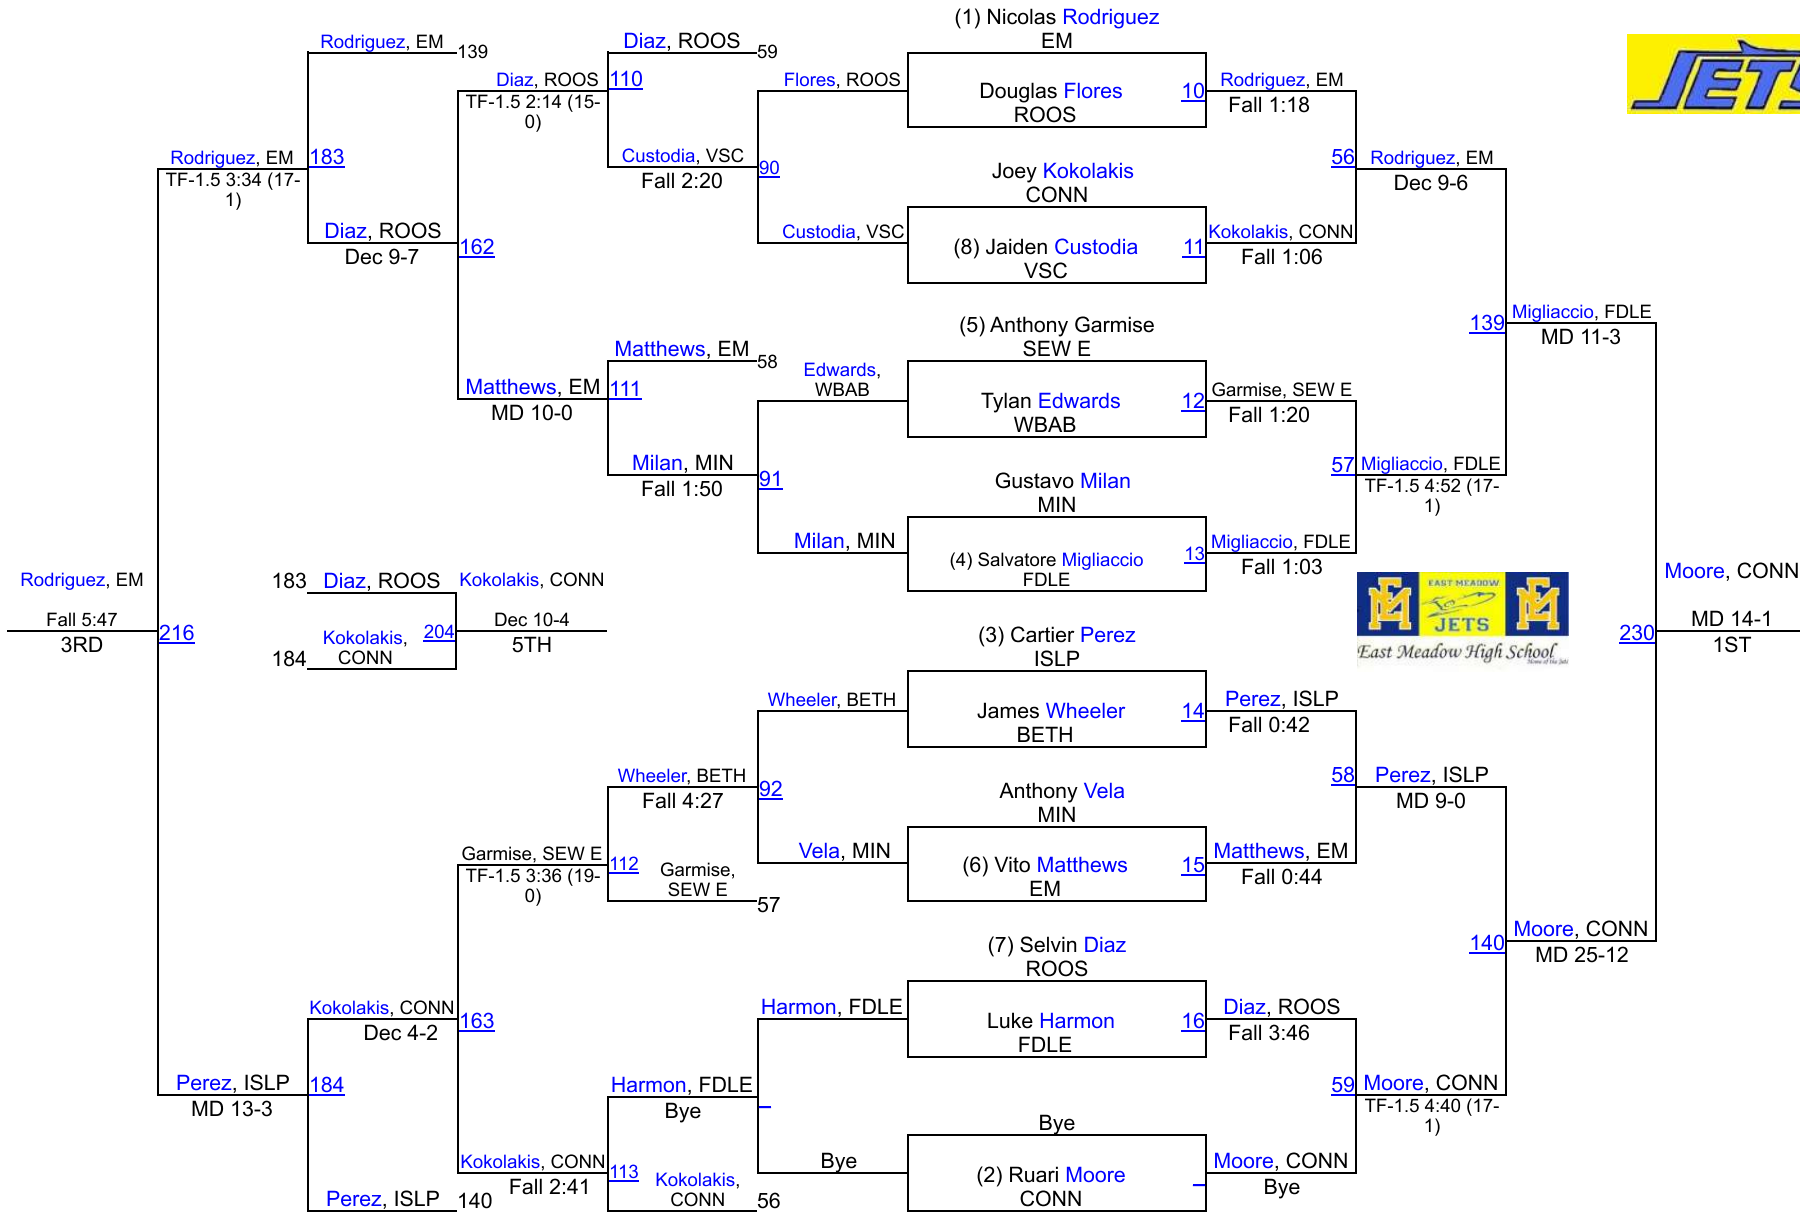 (1) Nicolas Rodriguez
EM
Douglas Flores
ROOS
10
Joey Kokolakis
CONN
(8) Jaiden Custodia
VSC
11
(5) Anthony Garmise
SEW E
Tylan Edwards
WBAB
12
Gustavo Milan
MIN
(4) Salvatore Migliaccio
FDLE
13
(3) Cartier Perez
ISLP
James Wheeler
BETH
14
Anthony Vela
MIN
(6) Vito Matthews
EM
15
(7) Selvin Diaz
ROOS
Luke Harmon
FDLE
16
Bye
(2) Ruari Moore
CONN
Rodriguez, EM
Fall 1:18
Kokolakis, CONN
Fall 1:06
56
Garmise, SEW E
Fall 1:20
Migliaccio, FDLE
Fall 1:03
57
Perez, ISLP
Fall 0:42
Matthews, EM
Fall 0:44
58
Diaz, ROOS
Fall 3:46
Moore, CONN
Bye
59
Rodriguez, EM
Dec 9-6
Migliaccio, FDLE
TF-1.5 4:52 (17-
1)
139
Perez, ISLP
MD 9-0
Moore, CONN
TF-1.5 4:40 (17-
1)
140
Migliaccio, FDLE
MD 11-3
Moore, CONN
MD 25-12
230
Moore, CONN
MD 14-1
1ST
JETS
EAST MEADOW
JETS
EM
EM
East Meadow High School
Home of the Jets
Flores, ROOS
Custodia, VSC
90
Edwards,
WBAB
Milan, MIN
91
Wheeler, BETH
Vela, MIN
92
Harmon, FDLE
Bye
Diaz, ROOS
59
Custodia, VSC
Fall 2:20
110
Matthews, EM
58
Milan, MIN
Fall 1:50
111
Wheeler, BETH
Fall 4:27
Garmise,
SEW E
57
112
Harmon, FDLE
Bye
Kokolakis,
CONN
56
113
Diaz, ROOS
TF-1.5 2:14 (15-
0)
Matthews, EM
MD 10-0
162
Garmise, SEW E
TF-1.5 3:36 (19-
0)
Kokolakis, CONN
Fall 2:41
163
Rodriguez, EM
139
Diaz, ROOS
Dec 9-7
183
Kokolakis, CONN
Dec 4-2
Perez, ISLP
140
184
Rodriguez, EM
TF-1.5 3:34 (17-
1)
Perez, ISLP
MD 13-3
216
Rodriguez, EM
Fall 5:47
3RD
183
Diaz, ROOS
184
Kokolakis,
CONN
204
Kokolakis, CONN
Dec 10-4
5TH